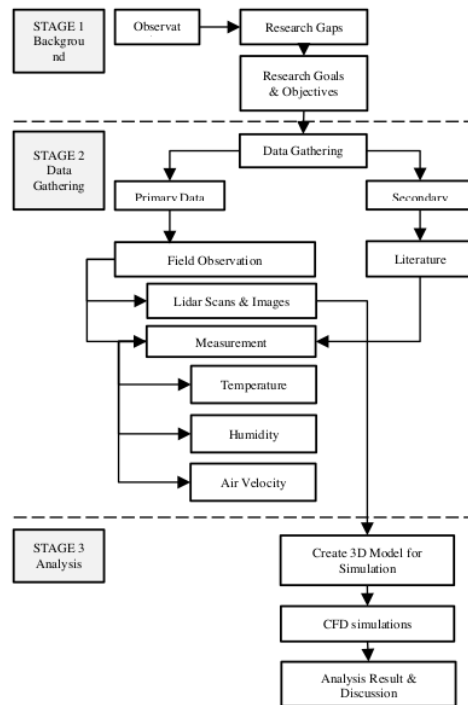 STAGE 1
Backgrou
nd
Observat
Research Gaps
Research Goals
& Objectives
STAGE 2
Data
Gathering
Data Gathering
Primary Data
Secondary
Field Observation
Literature
Lidar Scans & Images
Measurement
Temperature
Humidity
Air Velocity
STAGE 3
Analysis
Create 3D Model for
Simulation
CFD simulations
Analysis Result &
Discussion